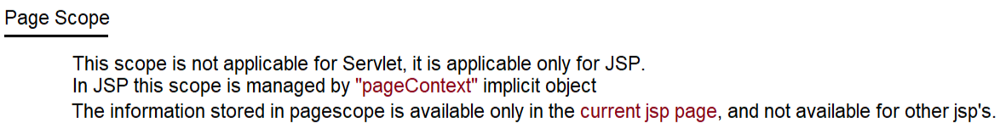 Page Scope
This scope is not applicable for Servlet, it is applicable only for JSP.
In JSP this scope is managed by "pageContext" implicit object
The information stored in pagescope is available only in the current jsp page, and not available for other jsp's.